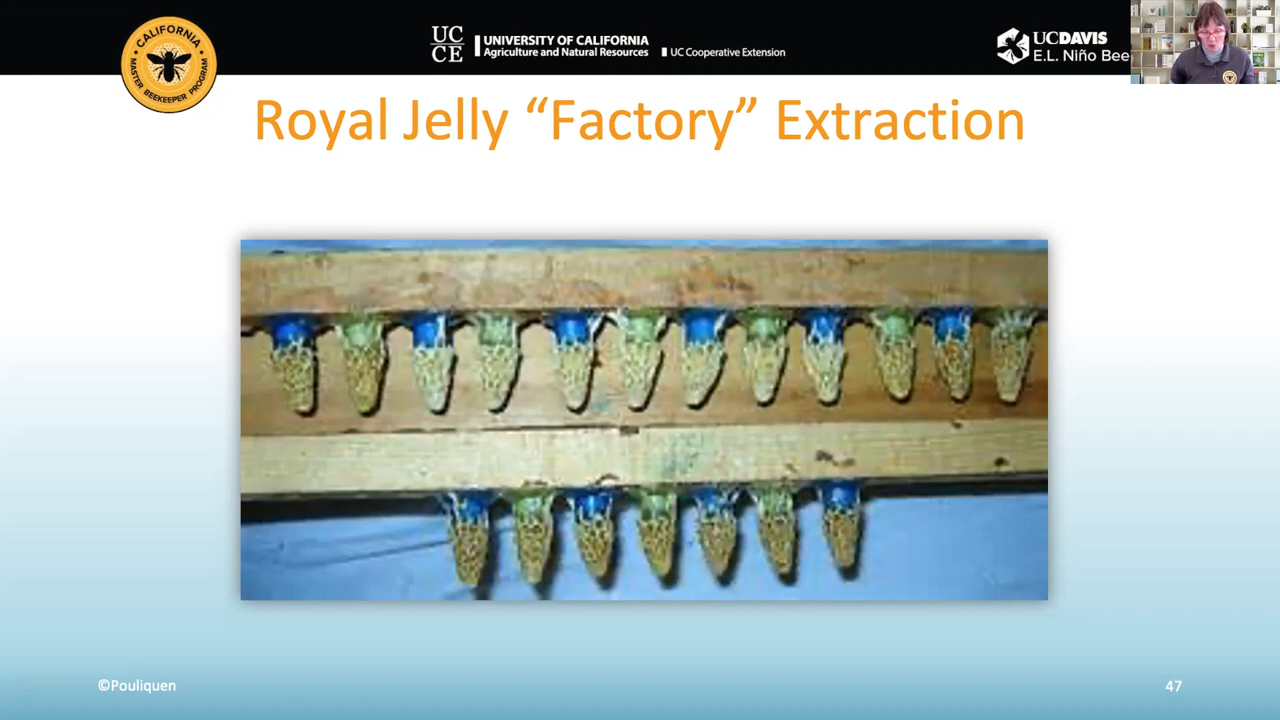 CALIFORNIA
MASTER BEEKEEPER PROGRAM
UC
CE
UNIVERSITY OF CALIFORNIA
Agriculture and Natural Resources
UC Cooperative Extension
UCDAVIS
E.L. Niño Bee
Royal Jelly “Factory” Extraction
©Pouliquen
47